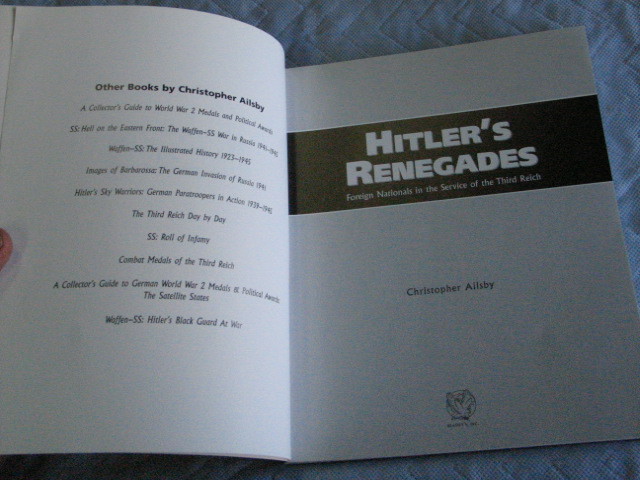 Other Books by Christopher Ailsby
A Collector's Guide to World War 2 Medals and Political Awards
SS: Hell on the Eastern Front: The Waffen-SS War in Russia 1941-1945
Waffen-SS: The Illustrated History 1923-1945
Images of Barbarossa: The German Invasion of Russia 1941
Hitler's Sky Warriors: German Paratroopers in Action 1939-1945
The Third Reich Day by Day
SS: Roll of Infamy
Combat Medals of the Third Reich
A Collector's Guide to German World War 2 Medals & Political Awards:
The Satellite States
Waffen-SS: Hitler's Black Guard At War
HITLER'S
RENEGADES
Foreign Nationals in the Service of the Third Reich
Christopher Ailsby